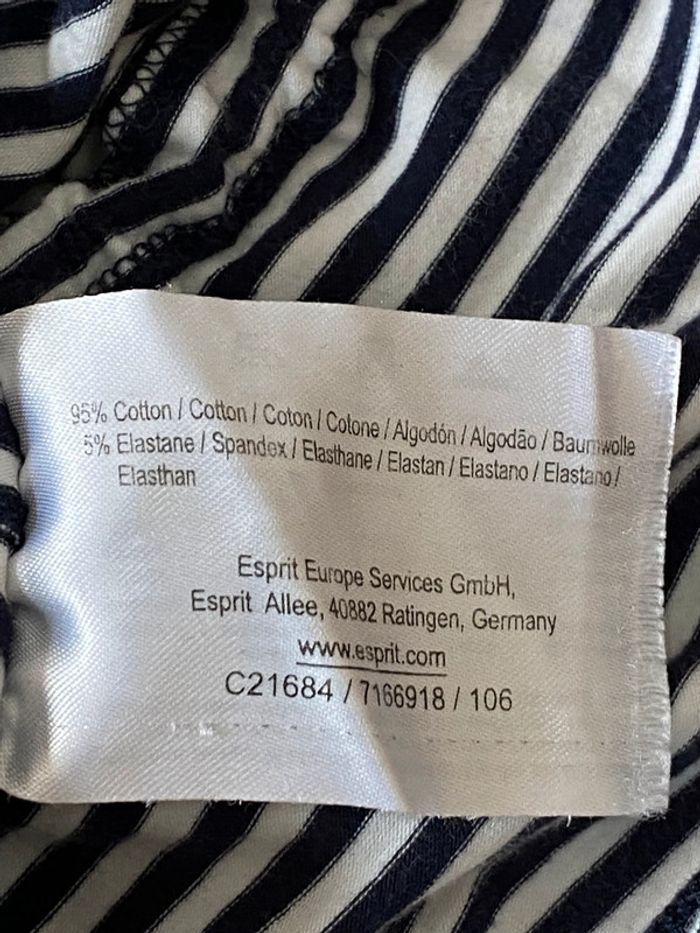 95% Cotton / Cotton / Coton / Cotone / Algodón / Algodão / Baumwolle
5% Elastane / Spandex / Elasthane / Elastan / Elastano / Elastano /
Elasthan
Esprit Europe Services GmbH,
Esprit Allee, 40882 Ratingen, Germany
www.esprit.com
C21684 / 7166918 / 106